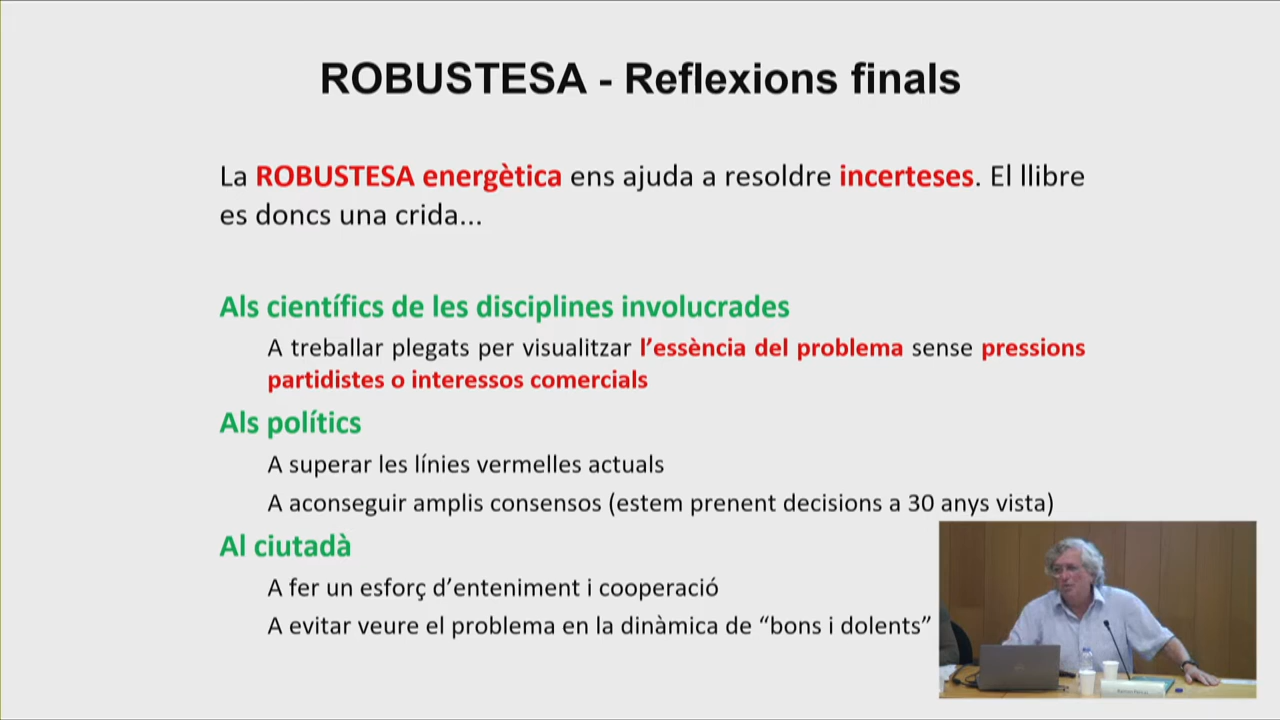 ROBUSTESA - Reflexions finals
La ROBUSTESA energètica ens ajuda a resoldre incerteses. El llibre
es doncs una crida...
Als científics de les disciplines involucrades
A treballar plegats per visualitzar l’essència del problema sense pressions
partidistes o interessos comercials
Als polítics
A superar les línies vermelles actuals
A aconseguir amplis consensos (estem prenent decisions a 30 anys vista)
Al ciutadà
A fer un esforç d’enteniment i cooperació
A evitar veure el problema en la dinàmica de “bons i dolents”